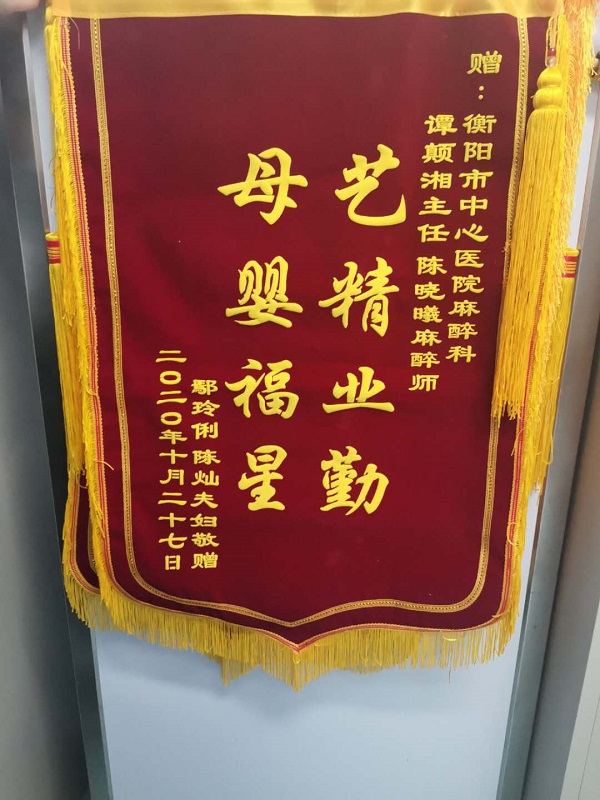 赠：衡阳市中心医院麻醉科
谭颠湘主任 陈晓曦麻醉师
艺精业勤
母婴福星
鄢玲俐 陈灿夫妇敬赠
二〇二〇年十月二十七日